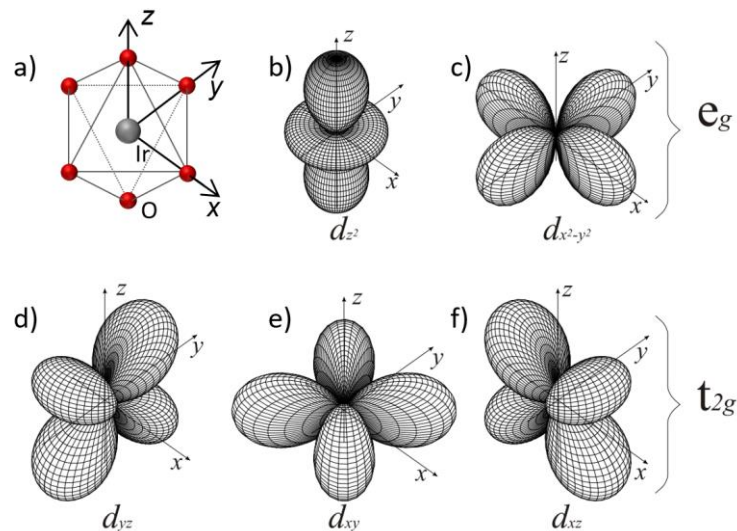 a)
z
y
x
Ir
O
b)
z
y
x
d_{z²}
c)
z
y
x
d_{x²-y²}
e_g
d)
z
y
x
d_{yz}
e)
z
y
x
d_{xy}
f)
z
y
x
d_{xz}
t_{2g}